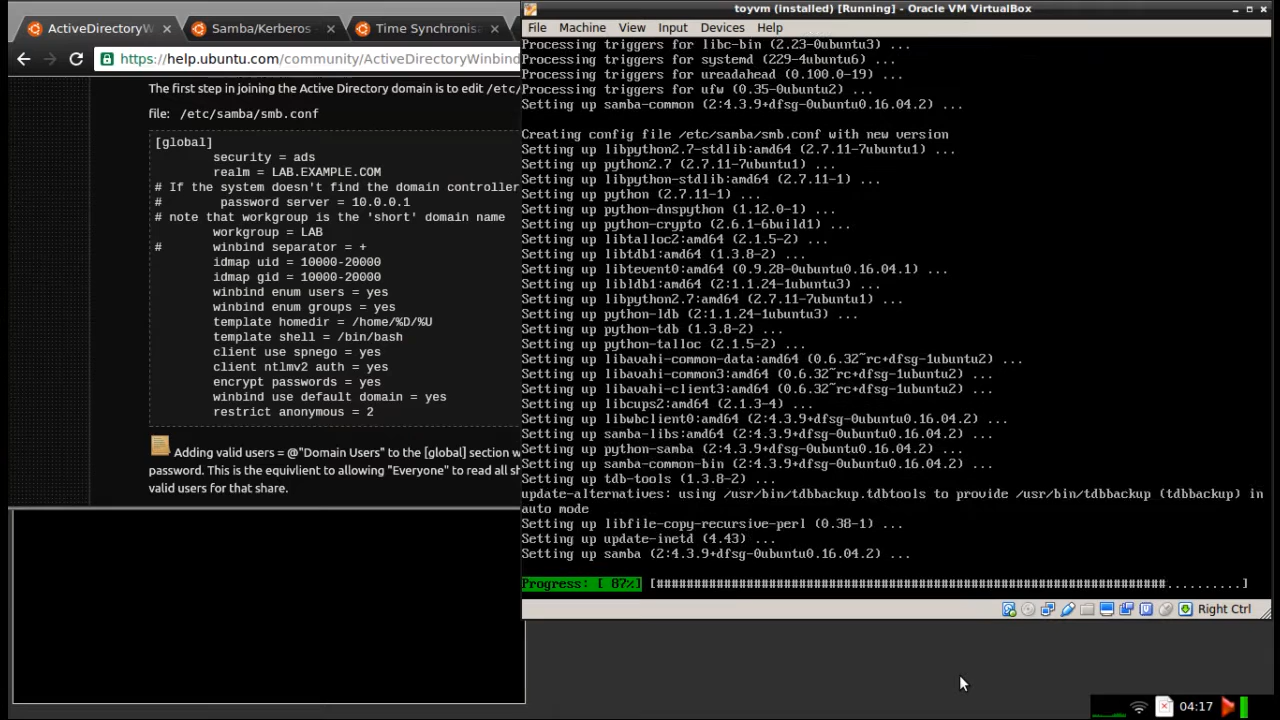 ActiveDirectoryW
Samba/Kerberos -
Time Synchronisa
https://help.ubuntu.com/community/ActiveDirectoryWinbind
The first step in joining the Active Directory domain is to edit /etc/
file: /etc/samba/smb.conf
[global]
security = ads
realm = LAB.EXAMPLE.COM
# If the system doesn't find the domain controller
# password server = 10.0.0.1
# note that workgroup is the 'short' domain name
workgroup = LAB
# winbind separator = +
idmap uid = 10000-20000
idmap gid = 10000-20000
winbind enum users = yes
winbind enum groups = yes
template homedir = /home/%D/%U
template shell = /bin/bash
client use spnego = yes
client ntlmv2 auth = yes
encrypt passwords = yes
winbind use default domain = yes
restrict anonymous = 2
Adding valid users = @"Domain Users" to the [global] section w
password. This is the equivlient to allowing "Everyone" to read all sh
valid users for that share.
toyvm (installed) [Running] - Oracle VM VirtualBox
File Machine View Input Devices Help
Processing triggers for libc-bin (2.23-0ubuntu3) ...
Processing triggers for systemd (229-4ubuntu6) ...
Processing triggers for ureadahead (0.100.0-19) ...
Processing triggers for ufw (0.35-0ubuntu2) ...
Setting up samba-common (2:4.3.9+dfsg-0ubuntu0.16.04.2) ...
Creating config file /etc/samba/smb.conf with new version
Setting up libpython2.7-stdlib:amd64 (2.7.11-7ubuntu1) ...
Setting up python2.7 (2.7.11-7ubuntu1) ...
Setting up libpython-stdlib:amd64 (2.7.11-1) ...
Setting up python (2.7.11-1) ...
Setting up python-dnspython (1.12.0-1) ...
Setting up python-crypto (2.6.1-6build1) ...
Setting up libtalloc2:amd64 (2.1.5-2) ...
Setting up libtdb1:amd64 (1.3.8-2) ...
Setting up libtevent0:amd64 (0.9.28-0ubuntu0.16.04.1) ...
Setting up libldb1:amd64 (2:1.1.24-1ubuntu3) ...
Setting up libpython2.7:amd64 (2.7.11-7ubuntu1) ...
Setting up python-ldb (2:1.1.24-1ubuntu3) ...
Setting up python-tdb (1.3.8-2) ...
Setting up python-talloc (2.1.5-2) ...
Setting up libavahi-common-data:amd64 (0.6.32~rc+dfsg-1ubuntu2) ...
Setting up libavahi-common3:amd64 (0.6.32~rc+dfsg-1ubuntu2) ...
Setting up libavahi-client3:amd64 (0.6.32~rc+dfsg-1ubuntu2) ...
Setting up libcups2:amd64 (2.1.3-4) ...
Setting up libwbclient0:amd64 (2:4.3.9+dfsg-0ubuntu0.16.04.2) ...
Setting up samba-libs:amd64 (2:4.3.9+dfsg-0ubuntu0.16.04.2) ...
Setting up python-samba (2:4.3.9+dfsg-0ubuntu0.16.04.2) ...
Setting up samba-common-bin (2:4.3.9+dfsg-0ubuntu0.16.04.2) ...
Setting up tdb-tools (1.3.8-2) ...
update-alternatives: using /usr/bin/tdbbackup.tdbtools to provide /usr/bin/tdbbackup (tdbbackup) in
auto mode
Setting up libfile-copy-recursive-perl (0.38-1) ...
Setting up update-inetd (4.43) ...
Setting up samba (2:4.3.9+dfsg-0ubuntu0.16.04.2) ...
Progress: [ 87%] [####################################################################..........]
Right Ctrl
04:17